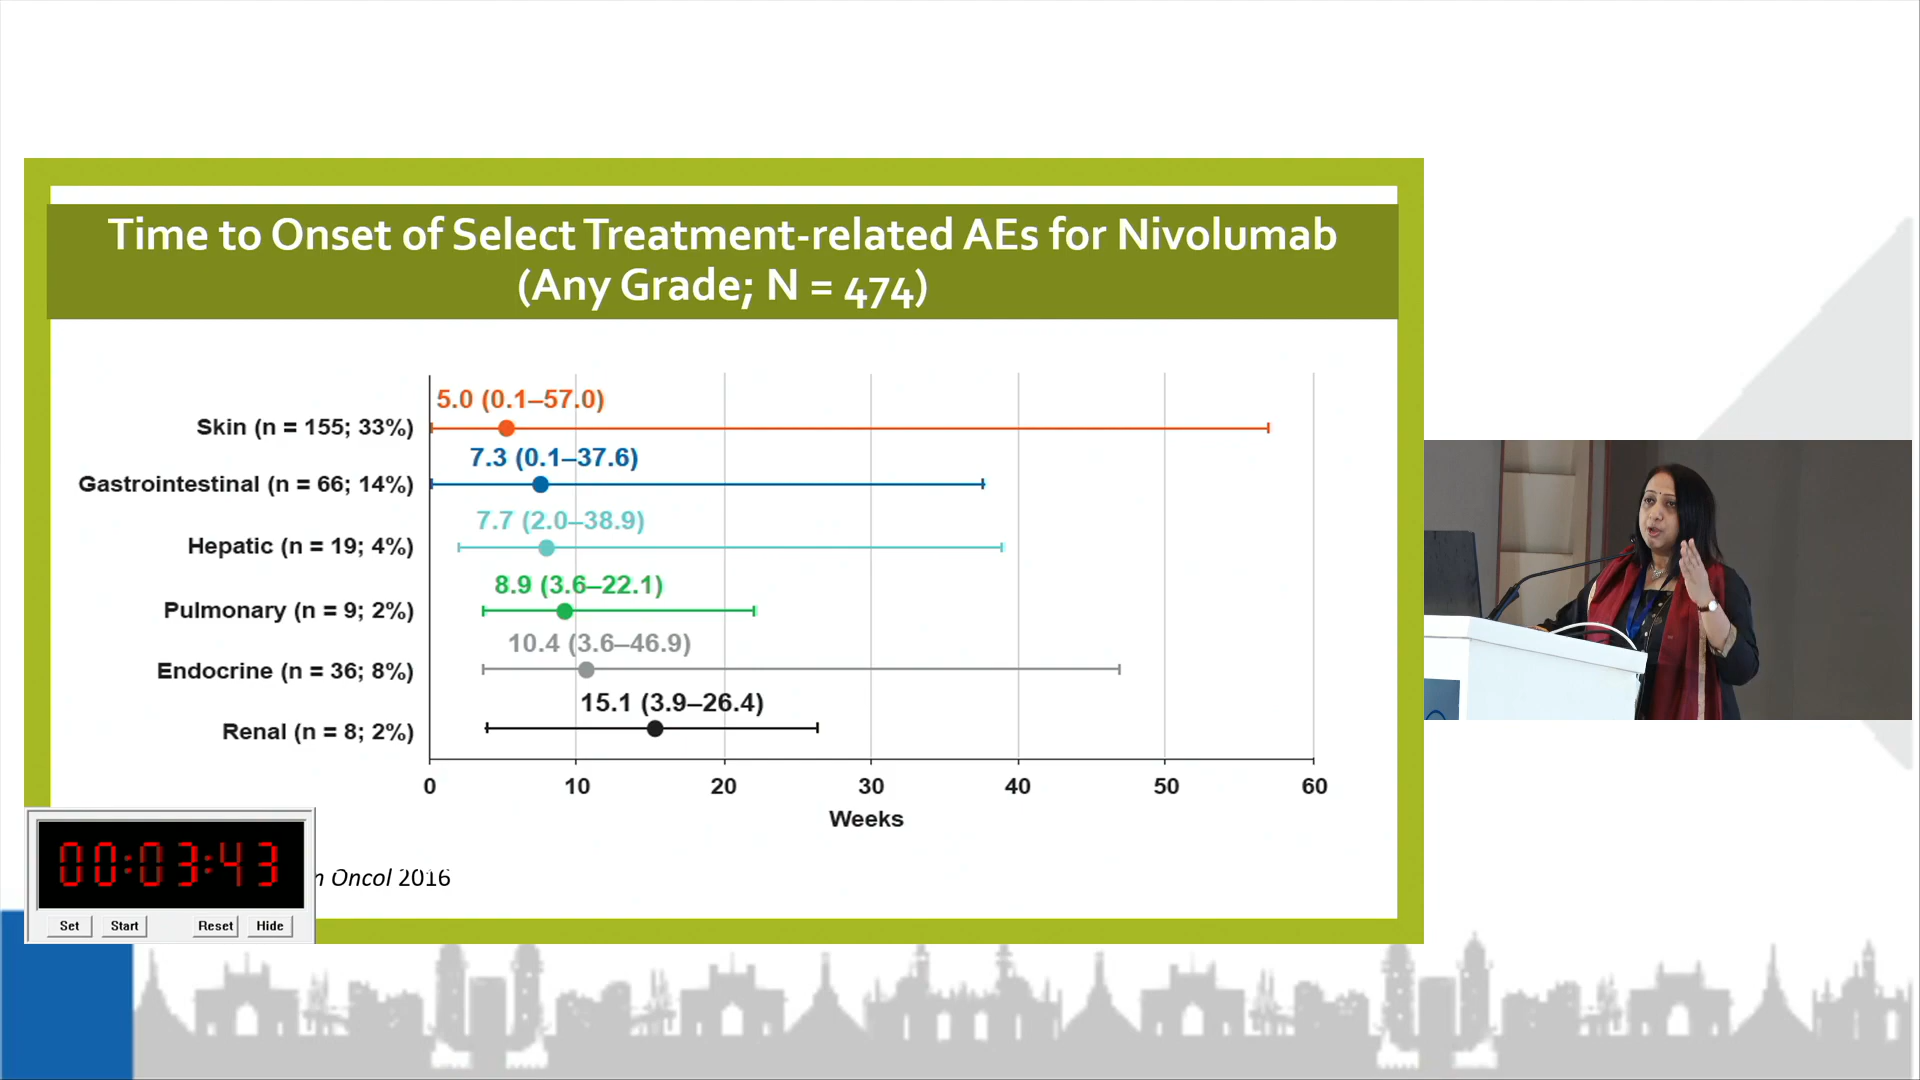 Time to Onset of Select Treatment-related AEs for Nivolumab
(Any Grade; N = 474)
5.0 (0.1–57.0)
Skin (n = 155; 33%)
7.3 (0.1–37.6)
Gastrointestinal (n = 66; 14%)
7.7 (2.0–38.9)
Hepatic (n = 19; 4%)
8.9 (3.6–22.1)
Pulmonary (n = 9; 2%)
10.4 (3.6–46.9)
Endocrine (n = 36; 8%)
15.1 (3.9–26.4)
Renal (n = 8; 2%)
0 10 20 30 40 50 60
Weeks
00:03:43
Oncol 2016
Set Start Reset Hide